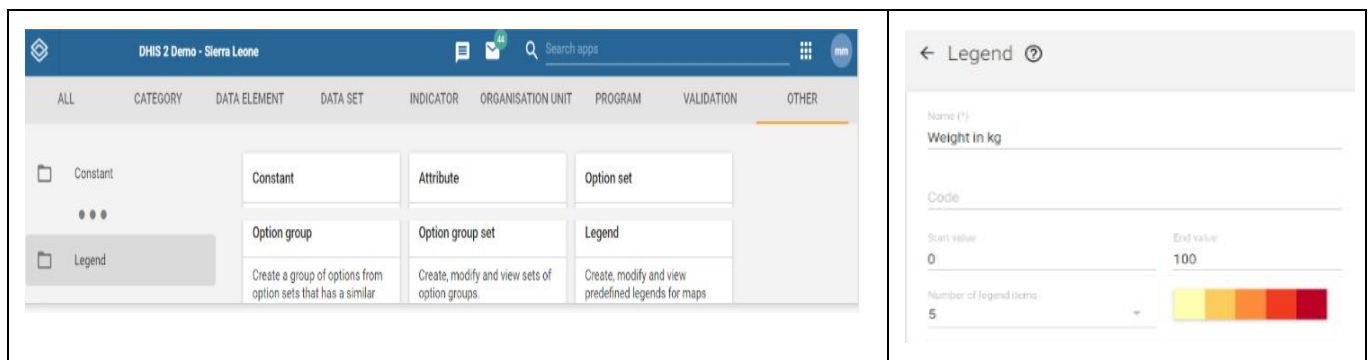 DHIS 2 Demo - Sierra Leone
44
Search apps
mm
ALL CATEGORY DATA ELEMENT DATA SET INDICATOR ORGANISATION UNIT PROGRAM VALIDATION OTHER
Constant
Legend
Constant
Attribute
Option set
Option group
Create a group of options from
option sets that has a similar
Option group set
Create, modify and view sets of
option groups.
Legend
Create, modify and view
predefined legends for maps
Legend
Name (*)
Weight in kg
Code
Start value
0
End value
100
Number of legend items
5